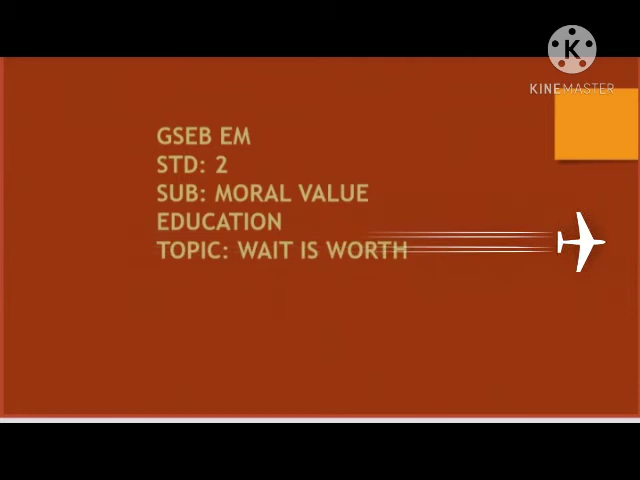 K
KINEMASTER
GSEB EM
STD: 2
SUB: MORAL VALUE
EDUCATION
TOPIC: WAIT IS WORTH